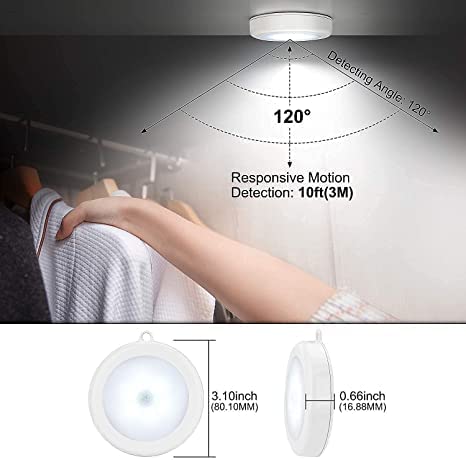 Detecting Angle: 120°
120°
Responsive Motion
Detection: 10ft(3M)
3.10inch
(80.10MM)
0.66inch
(16.88MM)